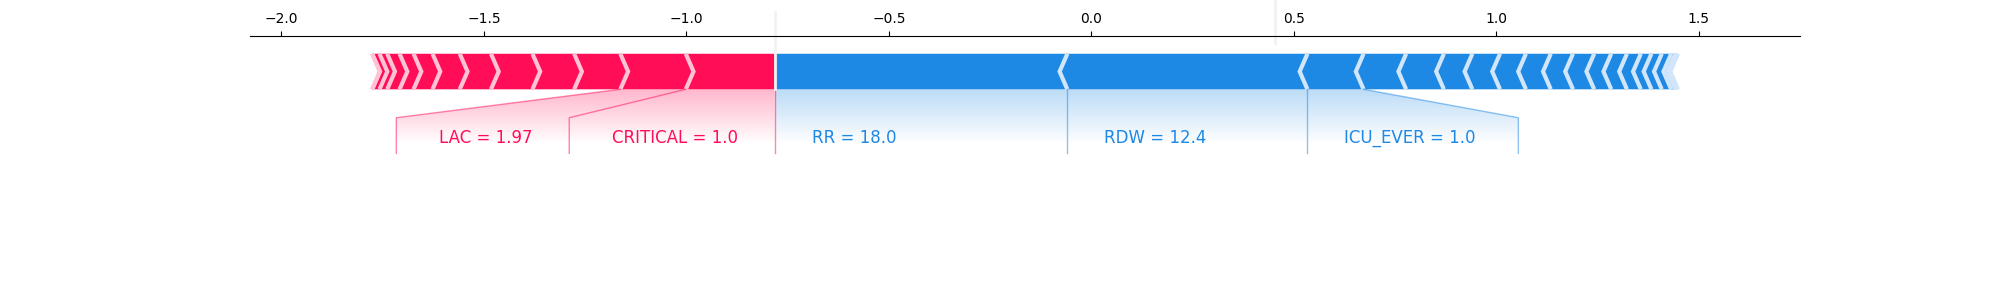 −2.0 −1.5 −1.0 −0.5 0.0 0.5 1.0 1.5
LAC = 1.97 CRITICAL = 1.0 RR = 18.0 RDW = 12.4 ICU_EVER = 1.0